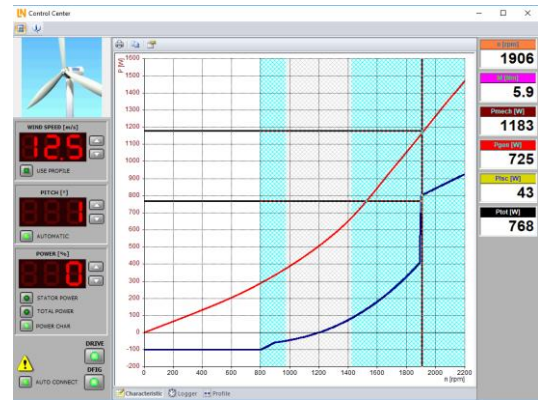 Control Center
n [rpm]
1906
M [Nm]
5.9
Pmech [W]
1183
Pgen [W]
725
43
Ptot [W]
768
WIND SPEED [m/s]
12.5
USE PROFILE
PITCH [°]
1
AUTOMATIC
POWER [%]
0
STATOR POWER
TOTAL POWER
POWER CHAR
DRIVE
DFIG
AUTO CONNECT
P [W]
1500
1400
1300
1200
1100
1000
900
800
700
600
500
400
300
200
100
0
-100
-200
0 200 400 600 800 1000 1200 1400 1600 1800 2000 2200
n [rpm]
Characteristic Logger Profile